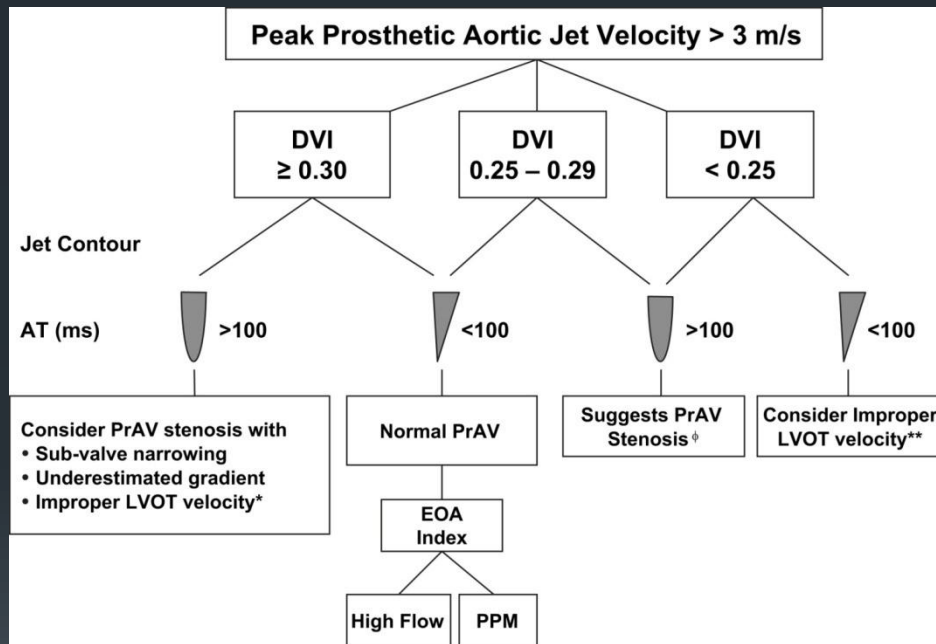 Peak Prosthetic Aortic Jet Velocity > 3 m/s
DVI
≥ 0.30
DVI
0.25 – 0.29
DVI
< 0.25
Jet Contour
AT (ms)
>100
<100
>100
<100
Consider PrAV stenosis with
• Sub-valve narrowing
• Underestimated gradient
• Improper LVOT velocity*
Normal PrAV
Suggests PrAV
Stenosis ϕ
Consider Improper
LVOT velocity**
EOA
Index
High Flow
PPM